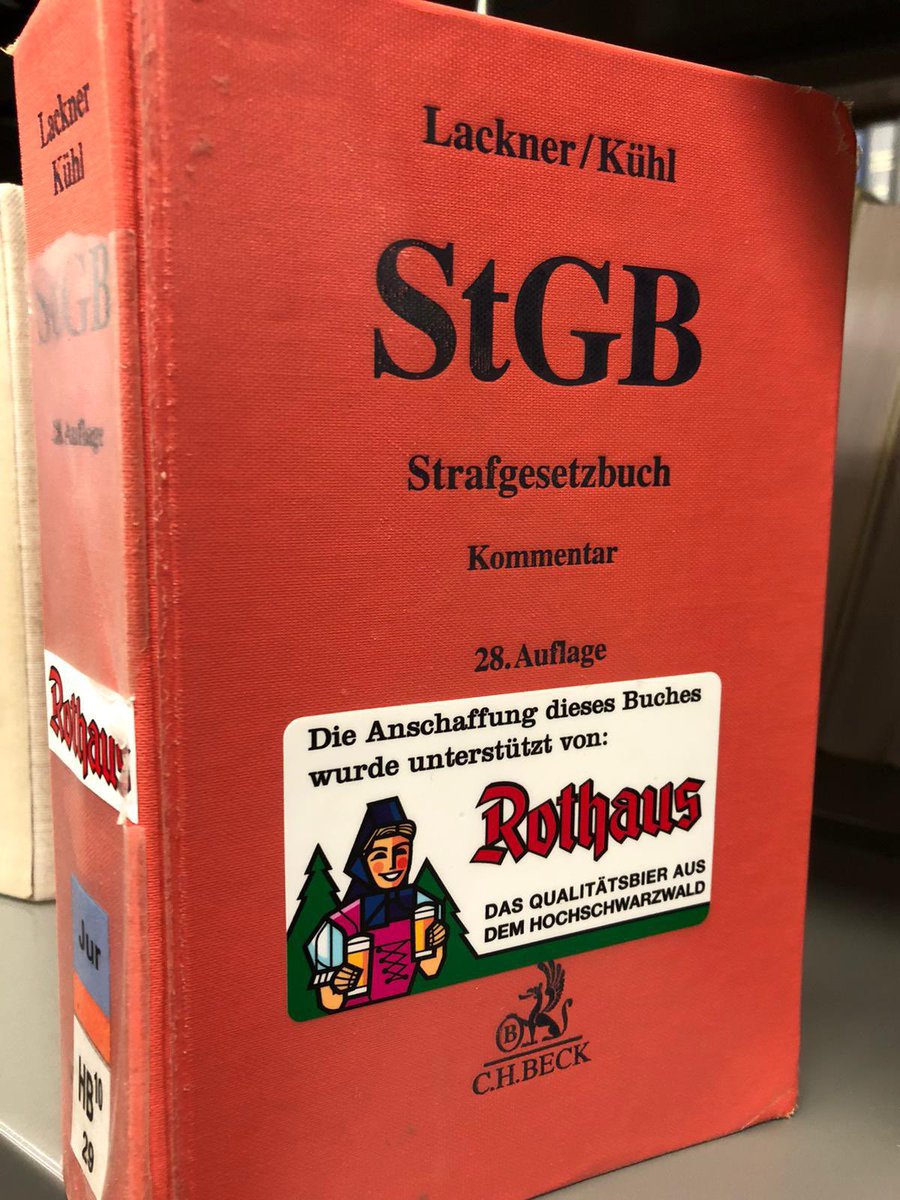 Lackner
Kühl
StGB
28. Auflage
Rothaus
Jur
HB 10
29
Lackner/Kühl
StGB
Strafgesetzbuch
Kommentar
28. Auflage
Die Anschaffung dieses Buches
wurde unterstützt von:
Rothaus
DAS QUALITÄTSBIER AUS
DEM HOCHSCHWARZWALD
B
C.H.BECK